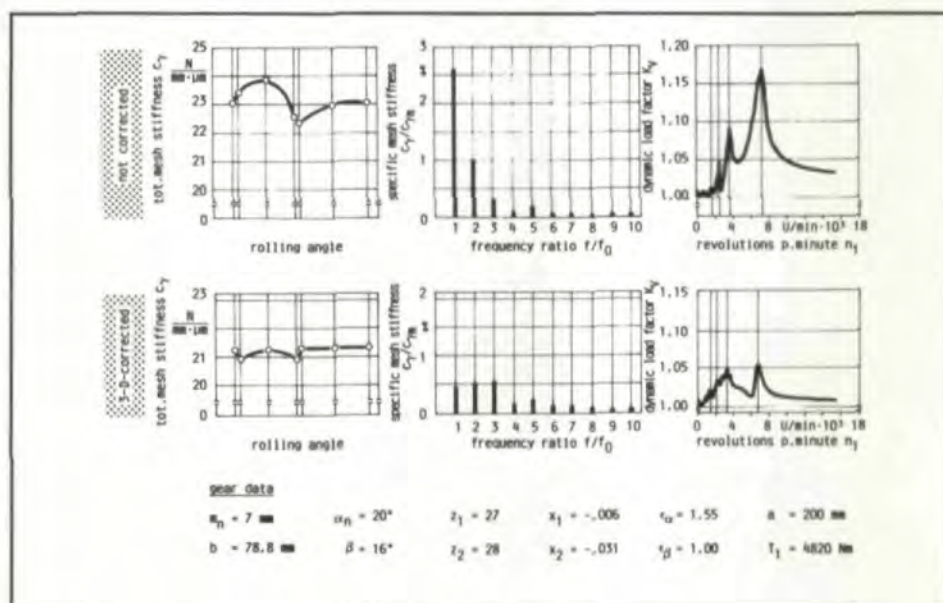 not corrected
tot.mesh stiffness cγ
N
mm·μm
25
23
22
21
20
0
rolling angle
specific mesh stiffness
cγ/cγm
3
2
1
0
1 2 3 4 5 6 7 8 9 10
frequency ratio f/f0
dynamic load factor Kv
1.20
1.15
1.10
1.05
1.00
4 8 U/min·10³ 18
revolutions p.minute n1
3-D-corrected
tot.mesh stiffness cγ
N
mm·μm
23
21
20
0
rolling angle
specific mesh stiffness
cγ/cγm
2
1
0
1 2 3 4 5 6 7 8 9 10
frequency ratio f/f0
dynamic load factor Kv
1.15
1.10
1.05
1.00
4 8 U/min·10³ 18
revolutions p.minute n1
gear data
mn = 7 mm αn = 20° z1 = 27 x1 = -.006 εα = 1.55 a = 200 mm
b = 78.8 mm β = 16° z2 = 28 x2 = -.031 εβ = 1.00 T1 = 4820 Nm